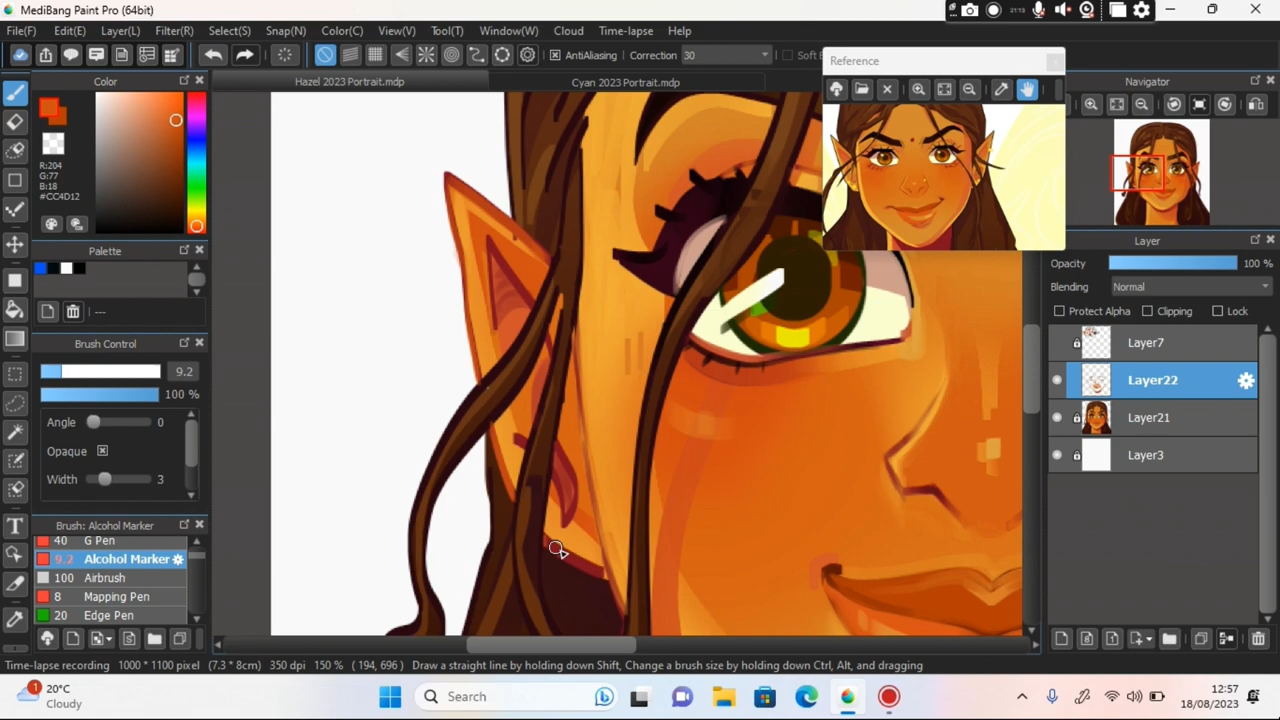 MediBang Paint Pro (64bit)
21:13
File(F) Edit(E) Layer(L) Filter(R) Select(S) Snap(N) Color(C) View(V) Tool(T) Window(W) Cloud Time-lapse Help
AntiAliasing Correction 30 Soft E
Color
Hazel 2023 Portrait.mdp Cyan 2023 Portrait.mdp
Reference
Navigator
R:204
G:77
B:18
#CC4D12
Palette
---
Layer
Opacity 100 %
Blending Normal
Protect Alpha Clipping Lock
Brush Control
9.2
100 %
Angle 0
Opaque
Width 3
Layer7
Layer22
Layer21
Layer3
Brush: Alcohol Marker
40 G Pen
9.2 Alcohol Marker
100 Airbrush
8 Mapping Pen
20 Edge Pen
Time-lapse recording 1000 * 1100 pixel (7.3 * 8cm) 350 dpi 150 % ( 194, 696 ) Draw a straight line by holding down Shift, Change a brush size by holding down Ctrl, Alt, and dragging
1
20°C
Cloudy
Search
12:57
18/08/2023